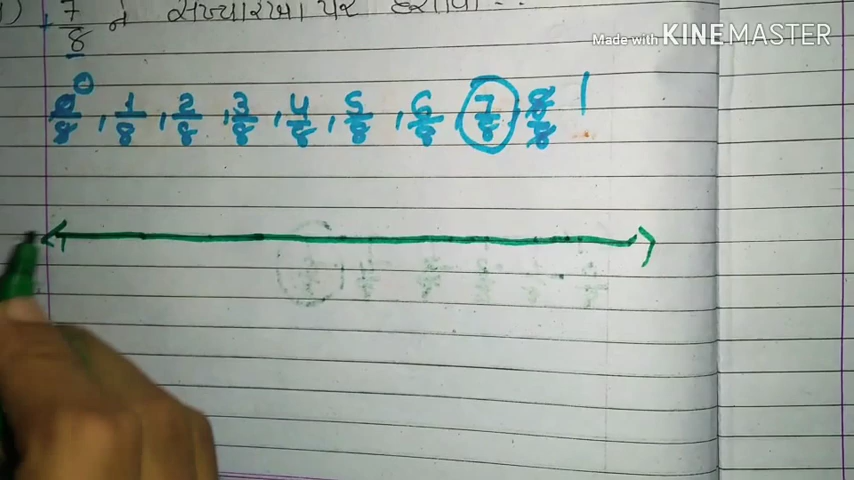 1) 7/8 ને સંખ્યારેખા પર દર્શાવો.
Made with KINEMASTER
0/8 0, 1/8, 2/8, 3/8, 4/8, 5/8, 6/8, 7/8, 8/8 1